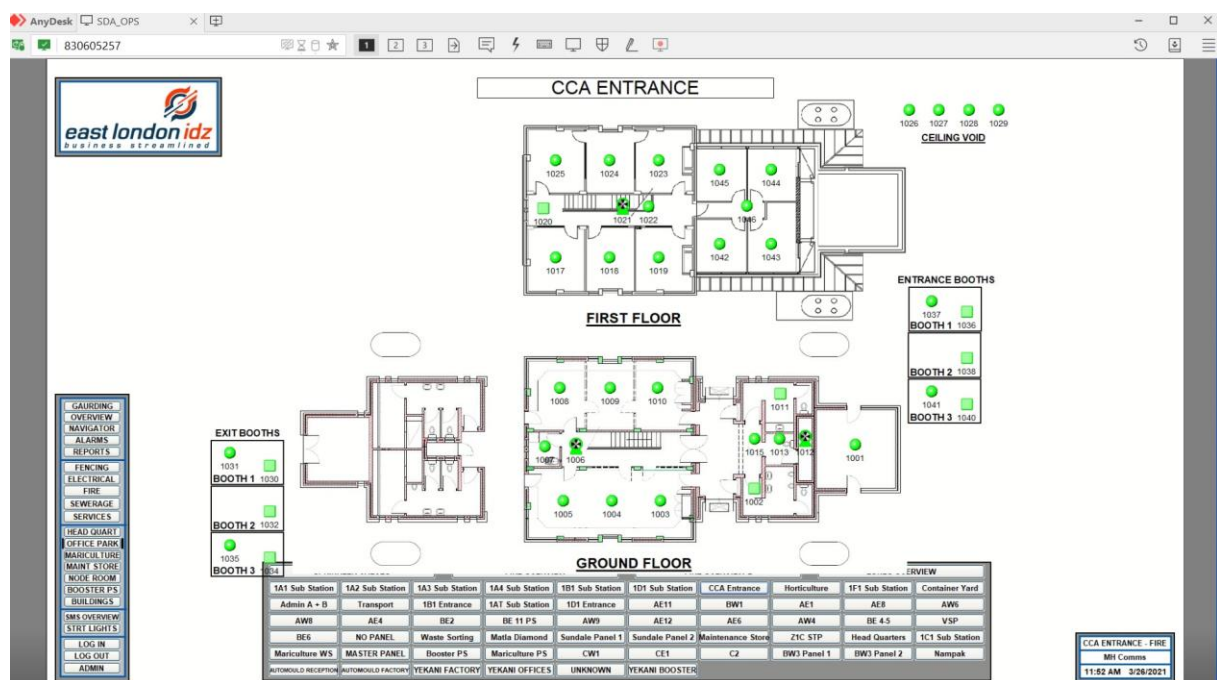 AnyDesk SDA_OPS
830605257
1 2 3
east london idz
business streamlined
CCA ENTRANCE
1026 1027 1028 1029
CEILING VOID
1025 1024 1023
1045 1044
1020 1021 1022 1046
1017 1018 1019
1042 1043
FIRST FLOOR
ENTRANCE BOOTHS
1037
BOOTH 1 1036
BOOTH 2 1038
1041
BOOTH 3 1040
1008 1009 1010
1011
1007 1006
1015 1013 1012
1001
1005 1004 1003
1002
GROUND FLOOR
EXIT BOOTHS
1031
BOOTH 1 1030
BOOTH 2 1032
1035
BOOTH 3 1034
GAURDING
OVERVIEW
NAVIGATOR
ALARMS
REPORTS
FENCING
ELECTRICAL
FIRE
SEWERAGE
SERVICES
HEAD QUART
OFFICE PARK
MARICULTURE
MAINT STORE
NODE ROOM
BOOSTER PS
BUILDINGS
SMS OVERVIEW
STRT LIGHTS
LOG IN
LOG OUT
ADMIN
1A1 Sub Station 1A2 Sub Station 1A3 Sub Station 1A4 Sub Station 1B1 Sub Station 1D1 Sub Station CCA Entrance Horticulture 1F1 Sub Station Container Yard
Admin A + B Transport 1B1 Entrance 1AT Sub Station 1D1 Entrance AE11 BW1 AE1 AE8 AW6
AW8 AE4 BE2 BE 11 PS AW9 AE12 AE6 AW4 BE 4.5 VSP
BE6 NO PANEL Waste Sorting Matla Diamond Sundale Panel 1 Sundale Panel 2 Maintenance Store Z1C STP Head Quarters 1C1 Sub Station
Mariculture WS MASTER PANEL Booster PS Mariculture PS CW1 CE1 C2 BW3 Panel 1 BW3 Panel 2 Nampak
AUTOMOULD RECEPTION AUTOMOULD FACTORY YEKANI FACTORY YEKANI OFFICES UNKNOWN YEKANI BOOSTER
CCA ENTRANCE - FIRE
MH Comms
11:52 AM 3/26/2021